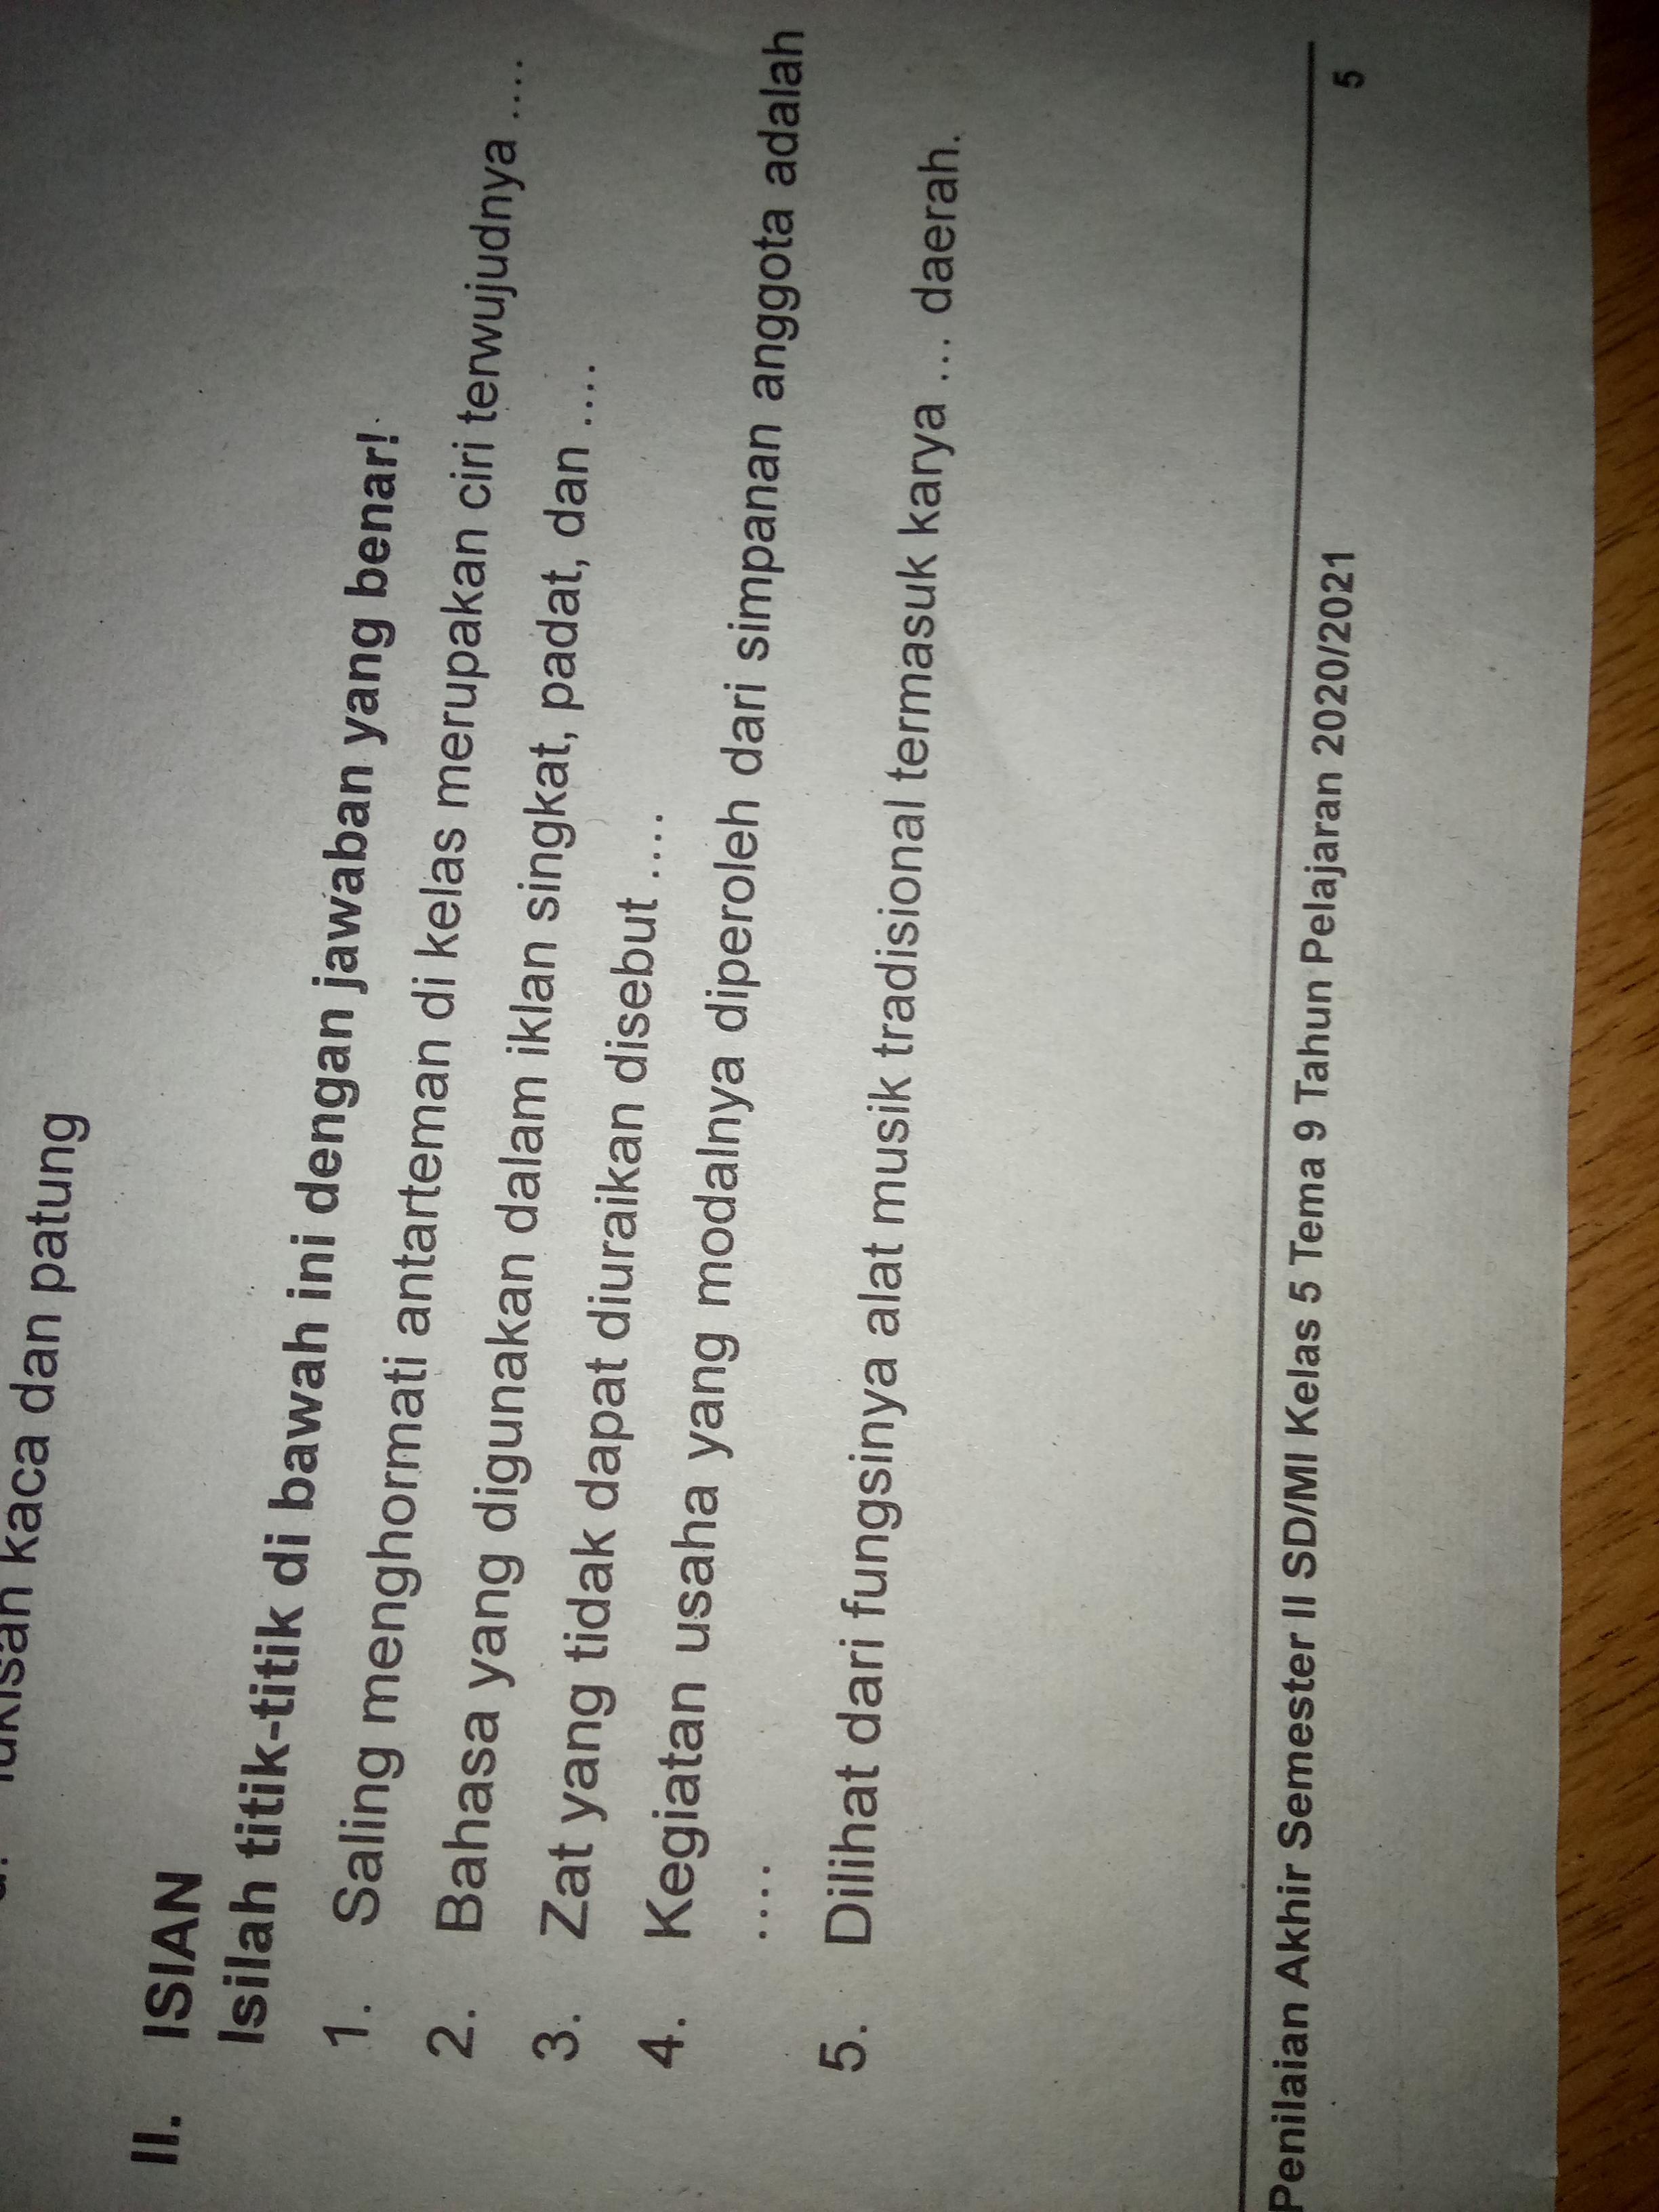 kaca dan patung
II. ISIAN
Isilah titik-titik di bawah ini dengan jawaban yang benar!
1. Saling menghormati antarteman di kelas merupakan ciri terwujudnya ....
2. Bahasa yang digunakan dalam iklan singkat, padat, dan ....
3. Zat yang tidak dapat diuraikan disebut ....
4. Kegiatan usaha yang modalnya diperoleh dari simpanan anggota adalah
....
5. Dilihat dari fungsinya alat musik tradisional termasuk karya ... daerah.
Penilaian Akhir Semester II SD/MI Kelas 5 Tema 9 Tahun Pelajaran 2020/2021
5